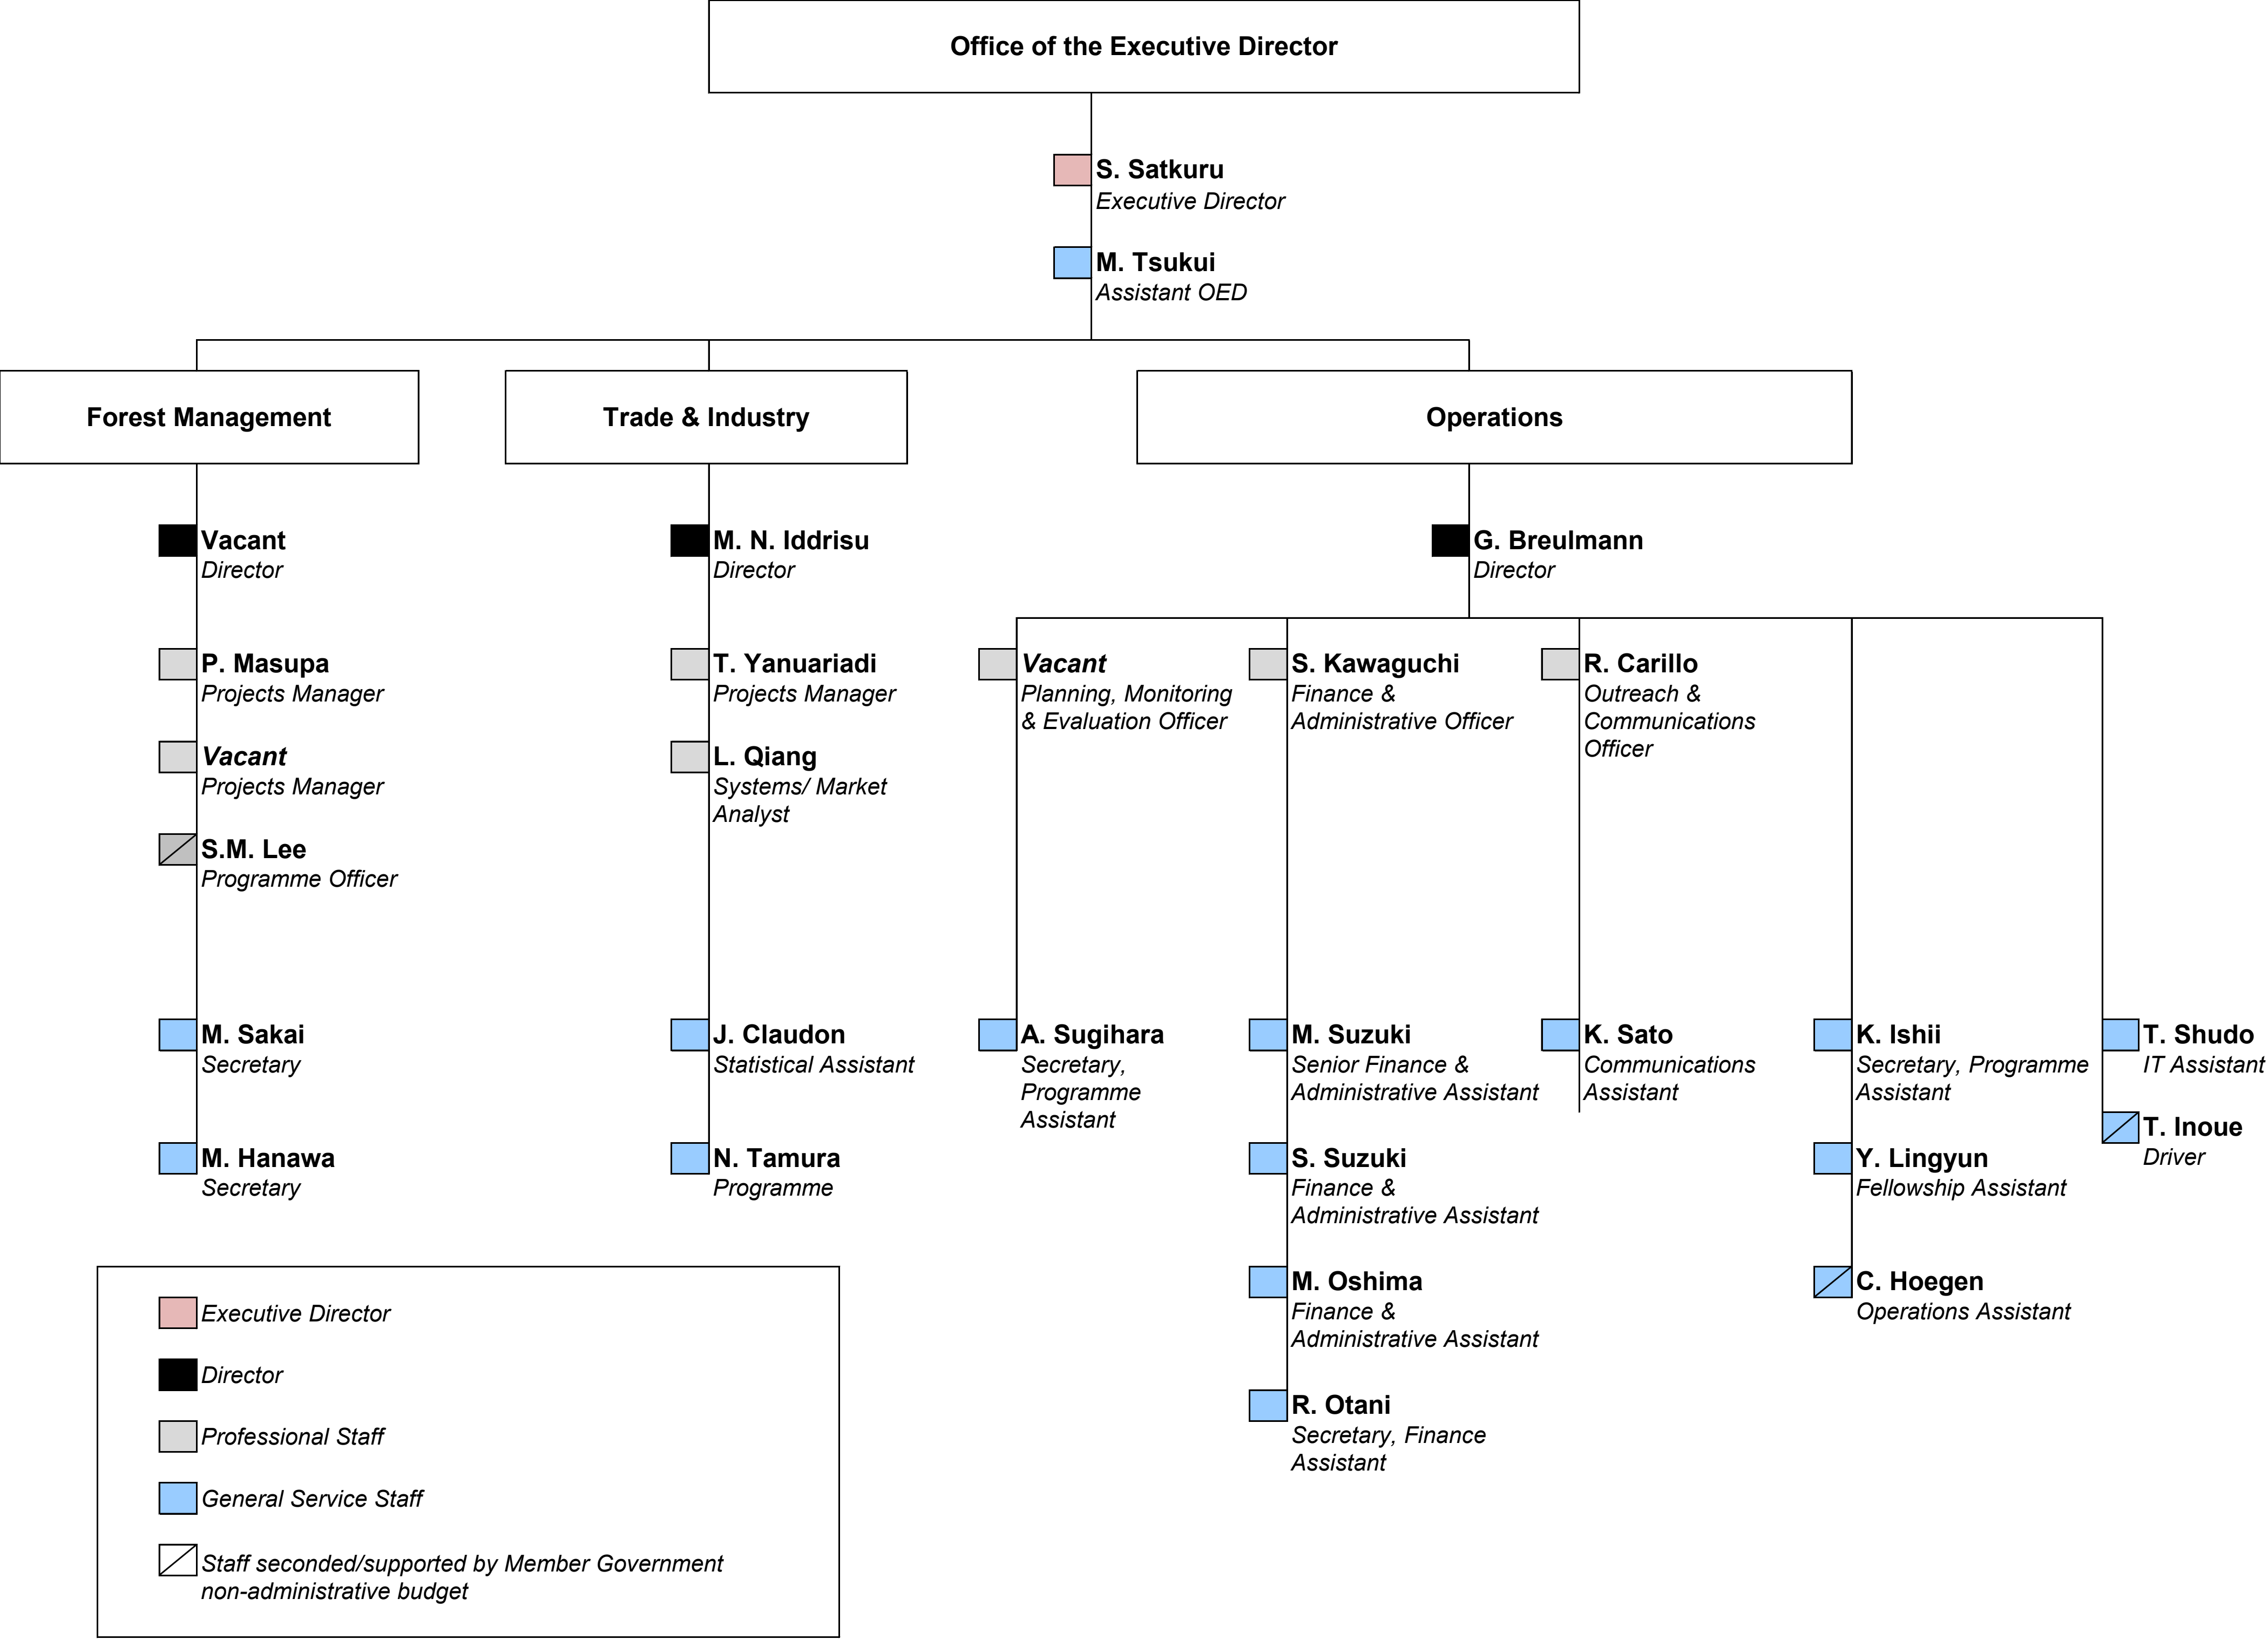 Office of the Executive Director
S. Satkuru
Executive Director
M. Tsukui
Assistant OED
Forest Management
Trade & Industry
Operations
Vacant
Director
P. Masupa
Projects Manager
Vacant
Projects Manager
S.M. Lee
Programme Officer
M. Sakai
Secretary
M. Hanawa
Secretary
M. N. Iddrisu
Director
T. Yanuariadi
Projects Manager
L. Qiang
Systems/ Market
Analyst
J. Claudon
Statistical Assistant
N. Tamura
Programme
G. Breulmann
Director
Vacant
Planning, Monitoring
& Evaluation Officer
A. Sugihara
Secretary,
Programme
Assistant
S. Kawaguchi
Finance &
Administrative Officer
M. Suzuki
Senior Finance &
Administrative Assistant
S. Suzuki
Finance &
Administrative Assistant
M. Oshima
Finance &
Administrative Assistant
R. Otani
Secretary, Finance
Assistant
R. Carillo
Outreach &
Communications
Officer
K. Sato
Communications
Assistant
K. Ishii
Secretary, Programme
Assistant
Y. Lingyun
Fellowship Assistant
C. Hoegen
Operations Assistant
T. Shudo
IT Assistant
T. Inoue
Driver
Executive Director
Director
Professional Staff
General Service Staff
Staff seconded/supported by Member Government
non-administrative budget